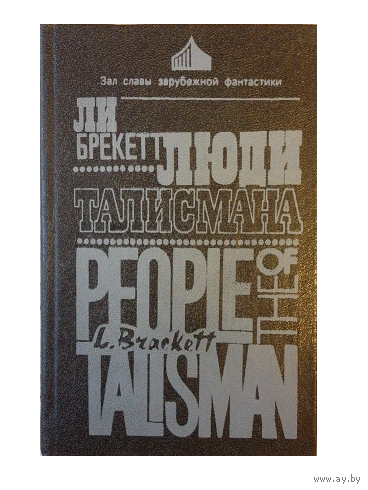 Зал славы зарубежной фантастики
ЛИ
БРЕКЕТТ
ЛЮДИ
ТАЛИСМАНА
PEOPLE
OF
THE
L. Brackett
TALISMAN
www.ay.by